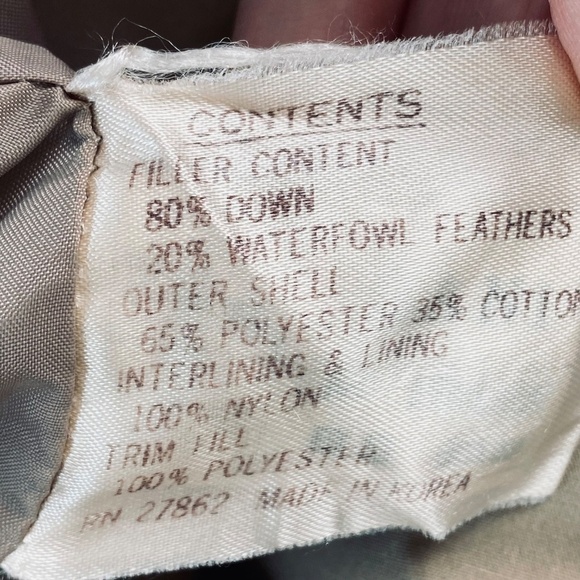 CONTENTS
FILLER CONTENT
80% DOWN
20% WATERFOWL FEATHERS
OUTER SHELL
65% POLYESTER 35% COTTON
INTERLINING & LINING
100% NYLON
TRIM FILL
100% POLYESTER
RN 27862 MADE IN KOREA